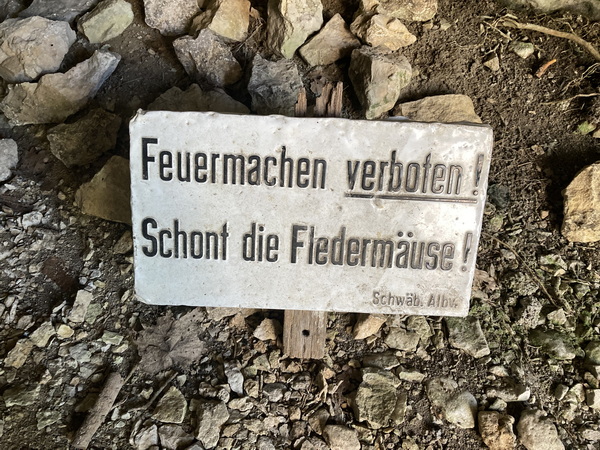 Feuermachen verboten!
Schont die Fledermäuse!
Schwäb. Albv.